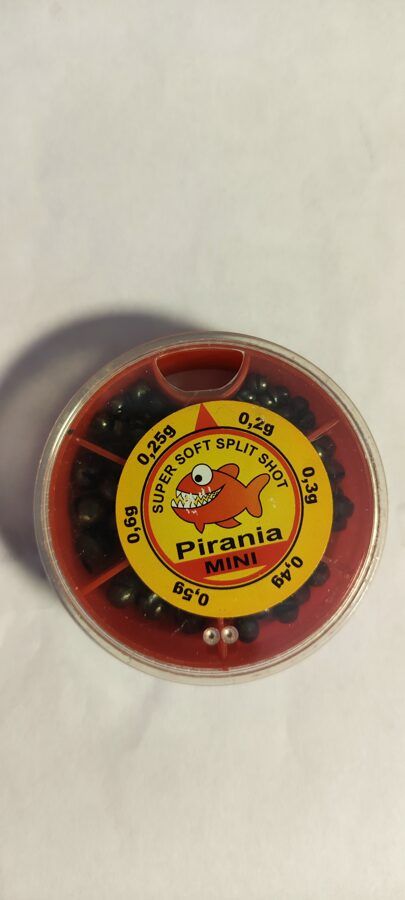 SUPER SOFT SPLIT SHOT
Pirania
MINI
0,2g
0,3g
0,4g
0,5g
0,6g
0,25g